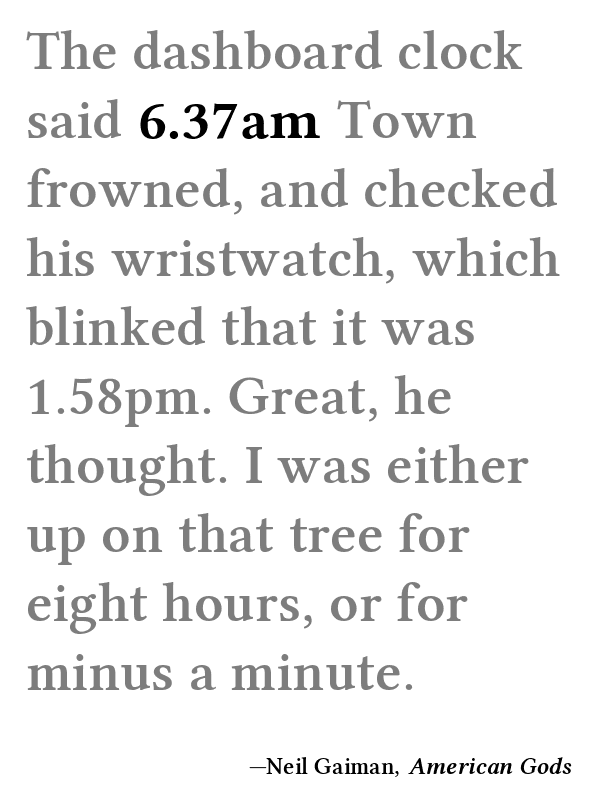 The dashboard clock
said 6.37am Town
frowned, and checked
his wristwatch, which
blinked that it was
1.58pm. Great, he
thought. I was either
up on that tree for
eight hours, or for
minus a minute.
—Neil Gaiman, American Gods